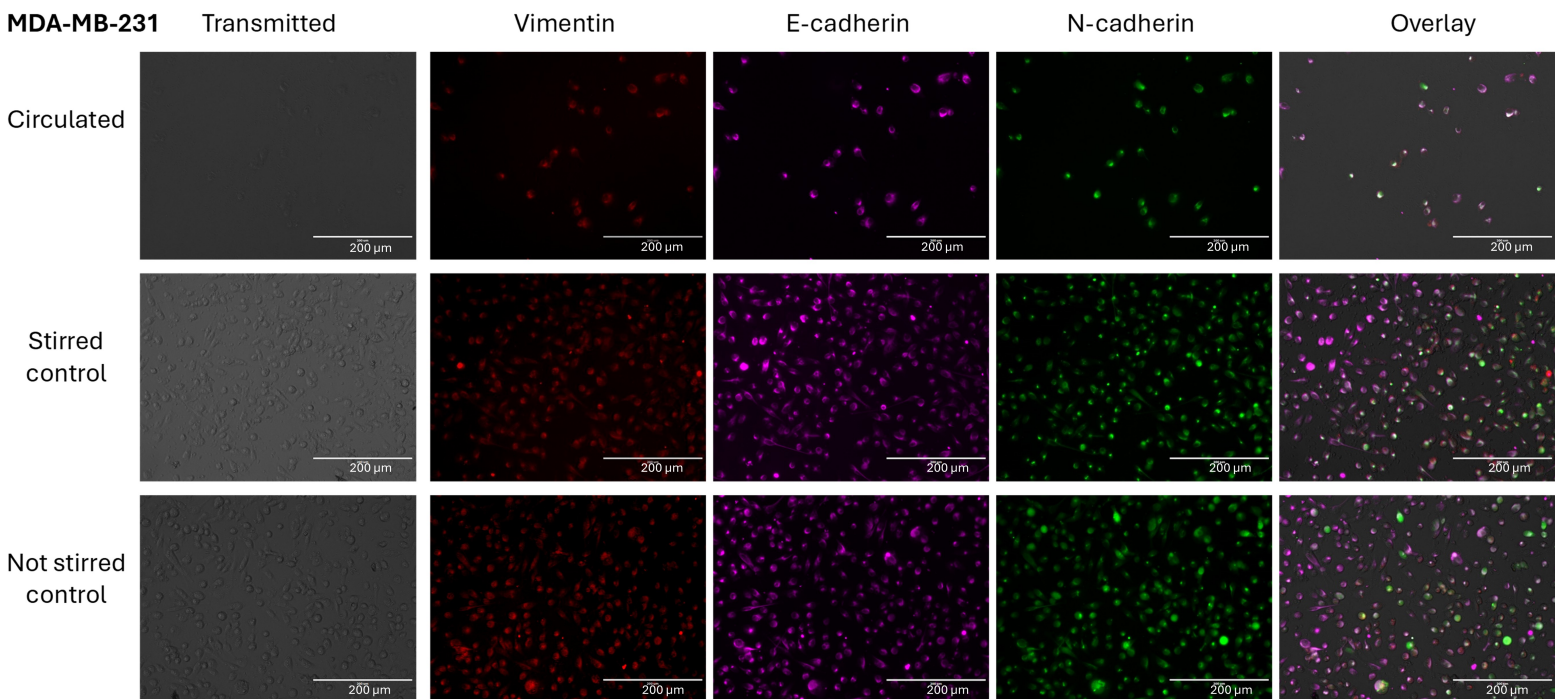 MDA-MB-231 Transmitted Vimentin E-cadherin N-cadherin Overlay
Circulated
200 µm 200 µm 200 µm 200 µm 200 µm
Stirred
control
200 µm 200 µm 200 µm 200 µm 200 µm
Not stirred
control
200 µm 200 µm 200 µm 200 µm 200 µm